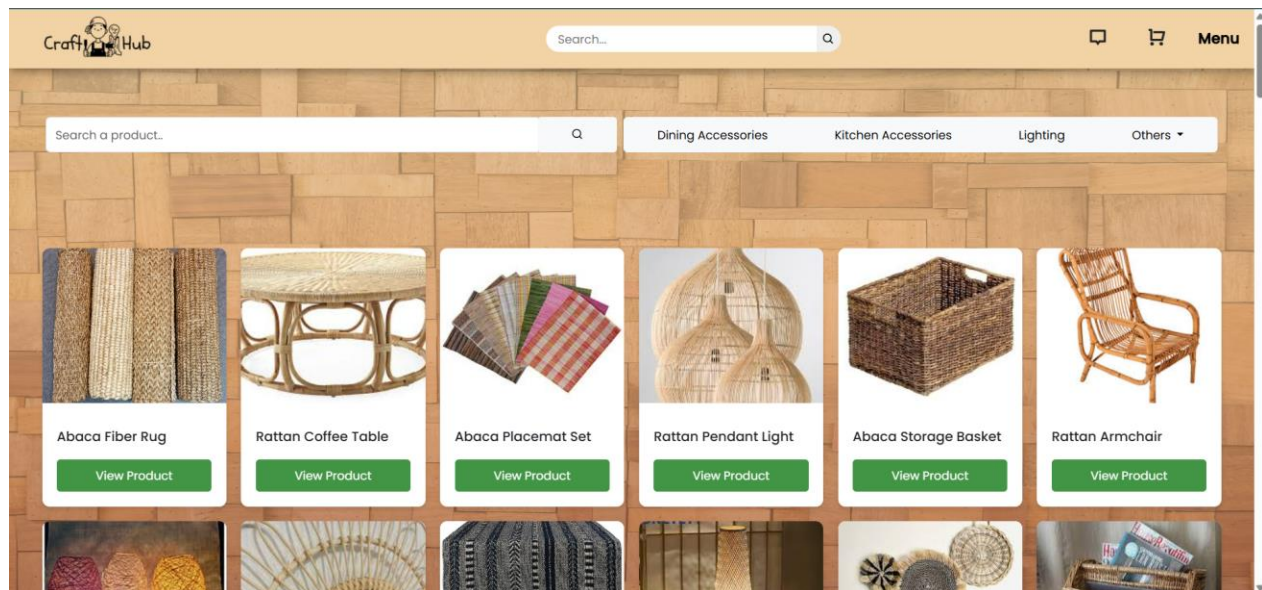 Craft Hub
Search...
Menu
Search a product..
Dining Accessories
Kitchen Accessories
Lighting
Others
Abaca Fiber Rug
Rattan Coffee Table
Abaca Placemat Set
Rattan Pendant Light
Abaca Storage Basket
Rattan Armchair
View Product
View Product
View Product
View Product
View Product
View Product